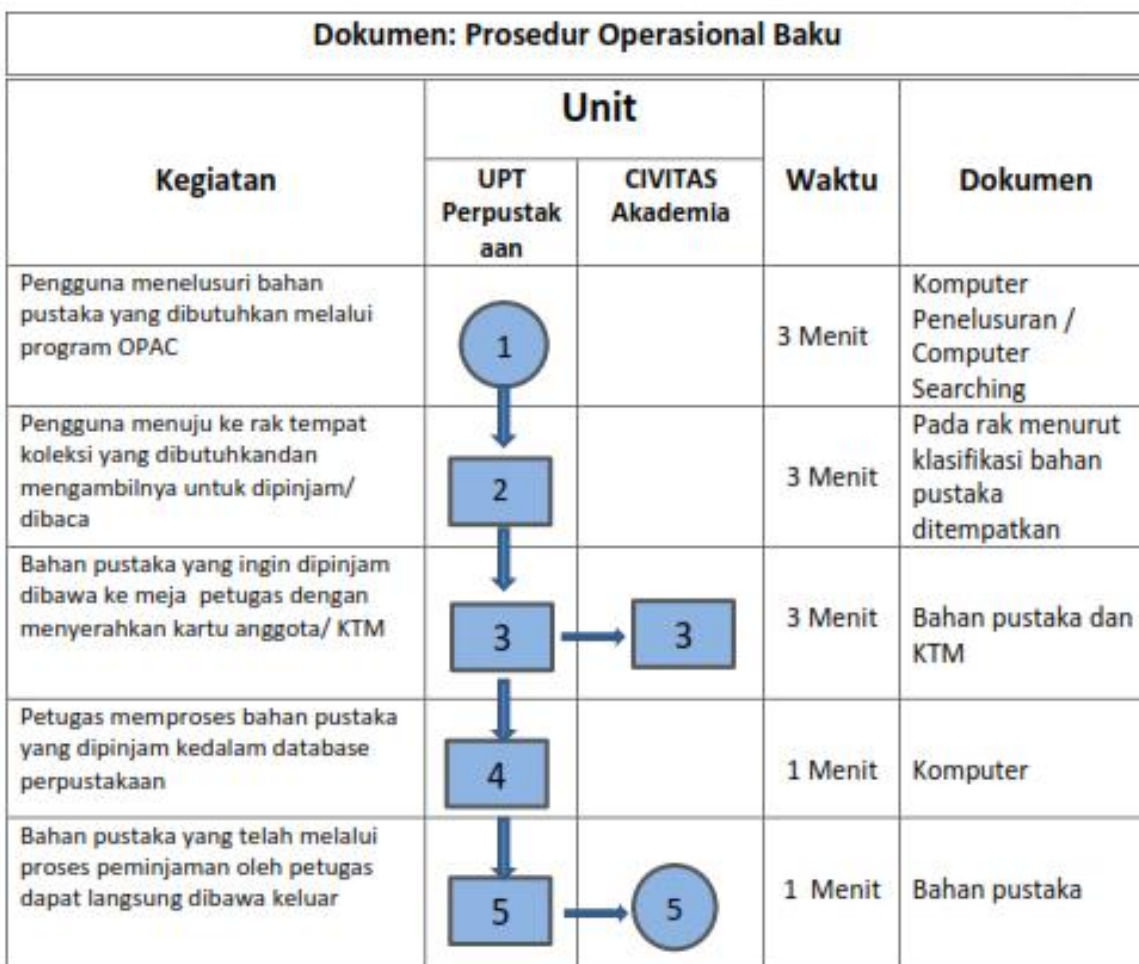 Dokumen: Prosedur Operasional Baku
Kegiatan
Unit
UPT
Perpustak
aan
CIVITAS
Akademia
Waktu
Dokumen
Pengguna menelusuri bahan
pustaka yang dibutuhkan melalui
program OPAC
1
3 Menit
Komputer
Penelusuran /
Computer
Searching
Pengguna menuju ke rak tempat
koleksi yang dibutuhkandan
mengambilnya untuk dipinjam/
dibaca
2
3 Menit
Pada rak menurut
klasifikasi bahan
pustaka
ditempatkan
Bahan pustaka yang ingin dipinjam
dibawa ke meja petugas dengan
menyerahkan kartu anggota/ KTM
3
3
3 Menit
Bahan pustaka dan
KTM
Petugas memproses bahan pustaka
yang dipinjam kedalam database
perpustakaan
4
1 Menit
Komputer
Bahan pustaka yang telah melalui
proses peminjaman oleh petugas
dapat langsung dibawa keluar
5
5
1 Menit
Bahan pustaka